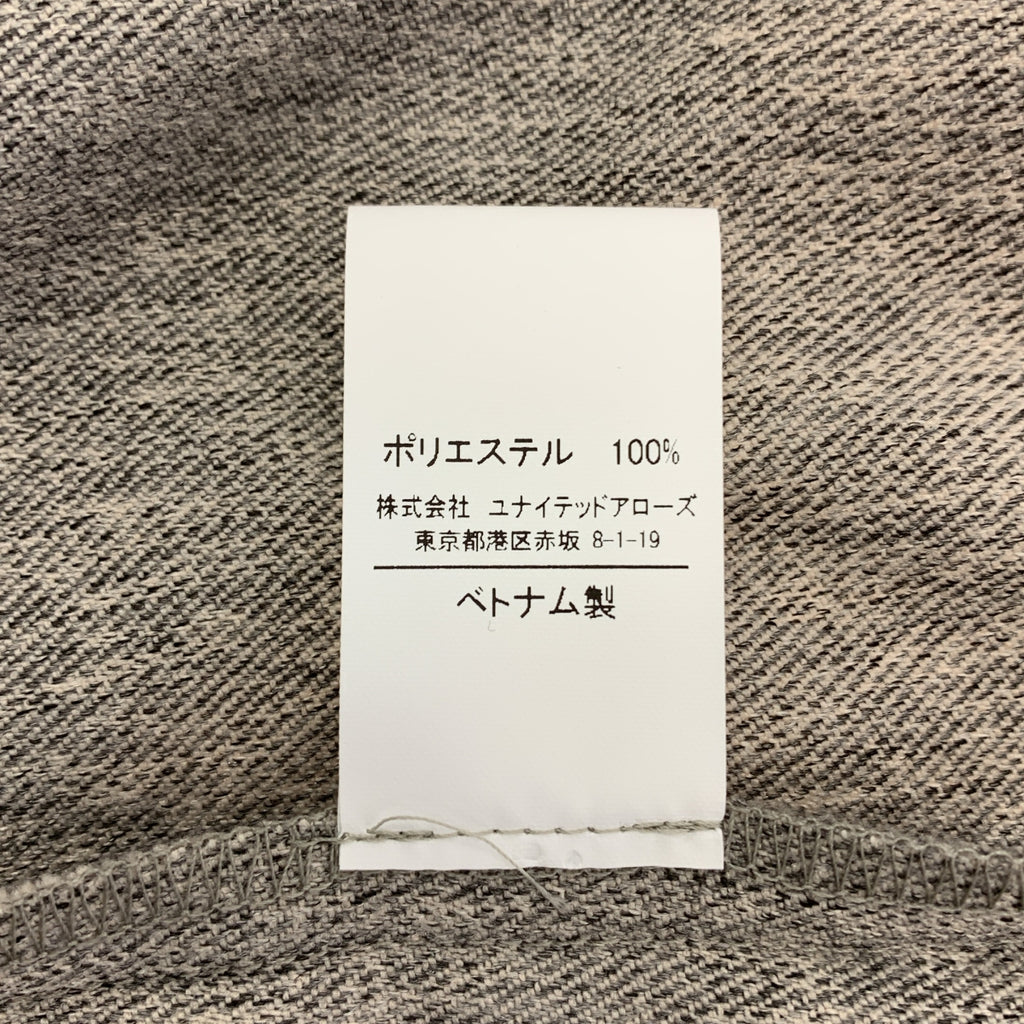 ポリエステル　100%
株式会社 ユナイテッドアローズ
東京都港区赤坂 8-1-19
ベトナム製